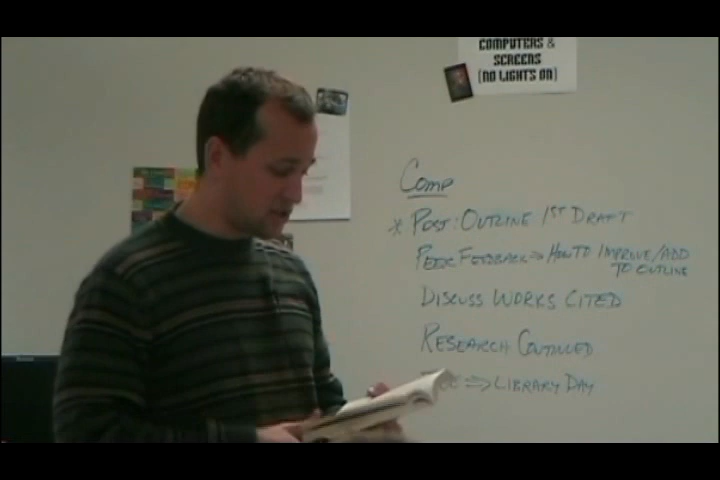 COMPUTERS &
SCREENS
(NO LIGHTS ON)
COMP
* POST: OUTLINE 1ST DRAFT
PEER FEEDBACK => HOW TO IMPROVE/ADD
TO OUTLINE
DISCUSS WORKS CITED
RESEARCH CONTINUED
=> LIBRARY DAY